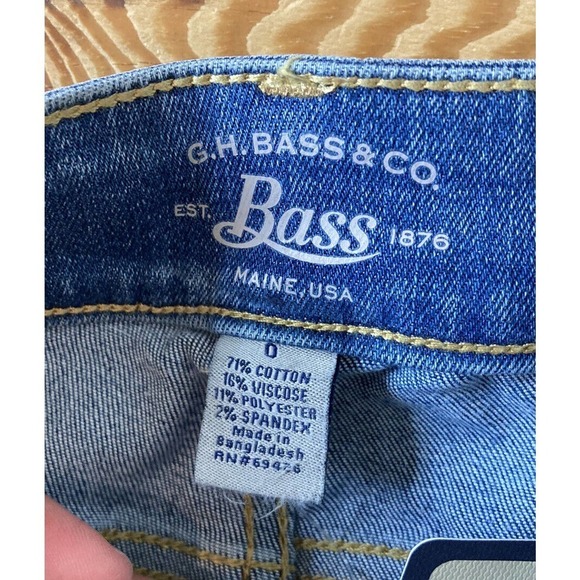 G.H. BASS & CO.
EST. Bass 1876
MAINE, USA
0
71% COTTON
16% VISCOSE
11% POLYESTER
2% SPANDEX
Made in
Bangladesh
RN#69426